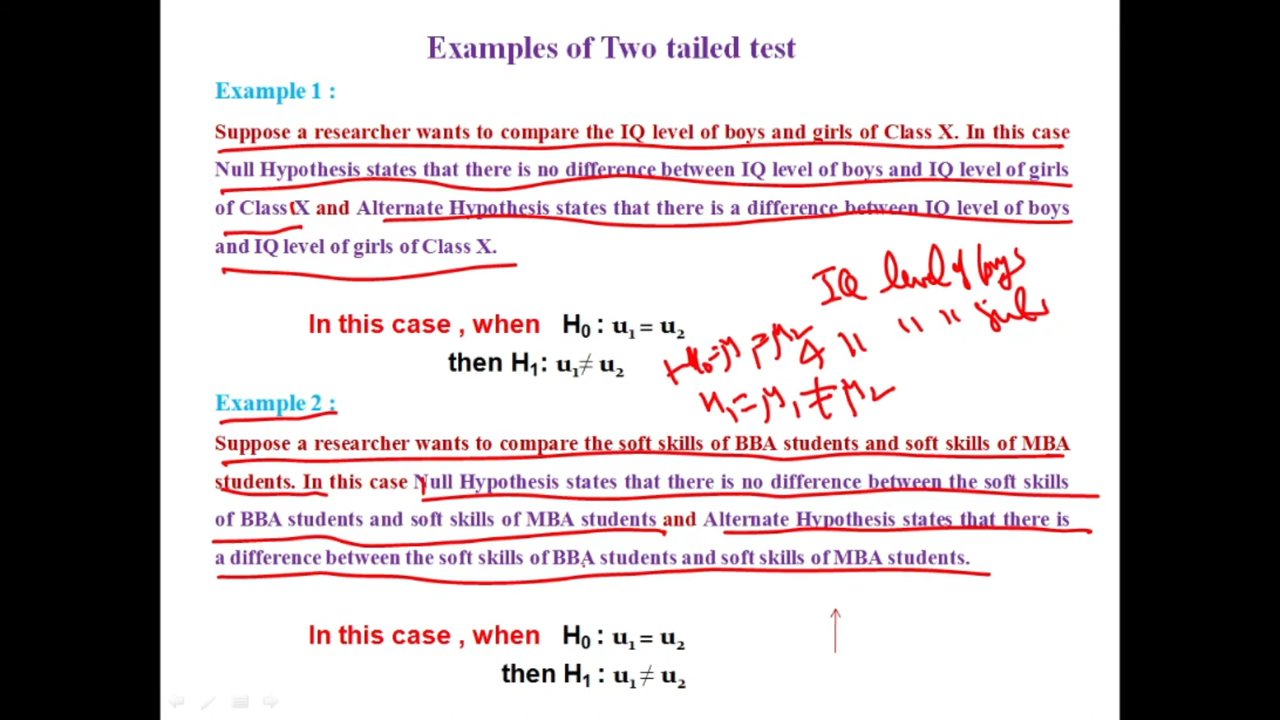 Examples of Two tailed test
Example 1 :
Suppose a researcher wants to compare the IQ level of boys and girls of Class X. In this case
Null Hypothesis states that there is no difference between IQ level of boys and IQ level of girls
of Class X and Alternate Hypothesis states that there is a difference between IQ level of boys
and IQ level of girls of Class X.
IQ level of boys
In this case , when H₀ : u₁ = u₂
then H₁ : u₁ ≠ u₂
μ₁ ≠ μ₂
Example 2 :
Suppose a researcher wants to compare the soft skills of BBA students and soft skills of MBA
students. In this case Null Hypothesis states that there is no difference between the soft skills
of BBA students and soft skills of MBA students and Alternate Hypothesis states that there is
a difference between the soft skills of BBA students and soft skills of MBA students.
In this case , when H₀ : u₁ = u₂
then H₁ : u₁ ≠ u₂